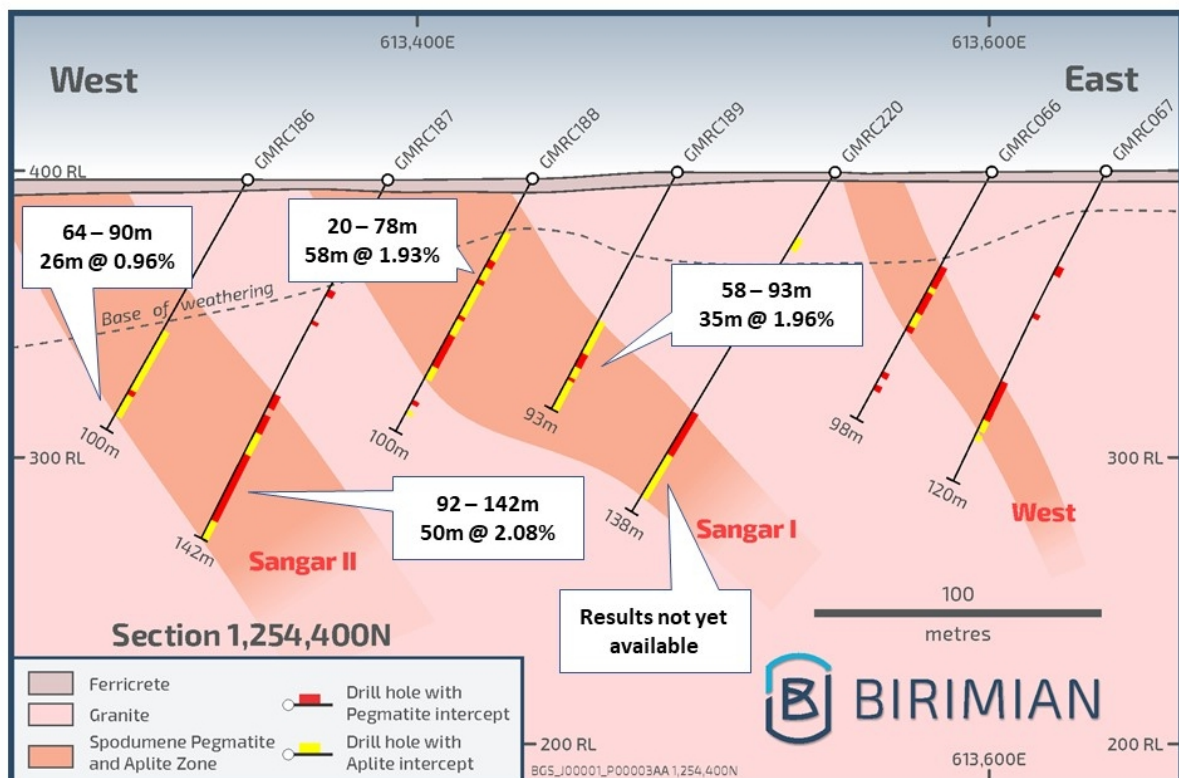 613,400E
613,600E
West
East
GMRC186
GMRC187
GMRC188
GMRC189
GMRC220
GMRC066
GMRC067
400 RL
64 – 90m
26m @ 0.96%
20 – 78m
58m @ 1.93%
58 – 93m
35m @ 1.96%
Base of weathering
100m
100m
93m
98m
300 RL
300 RL
92 – 142m
50m @ 2.08%
120m
138m
142m
West
Sangar I
Sangar II
Results not yet
available
100
metres
Section 1,254,400N
Ferricrete
Granite
Spodumene Pegmatite
and Aplite Zone
Drill hole with
Pegmatite intercept
Drill hole with
Aplite intercept
BIRIMIAN
200 RL
200 RL
613,600E
BGS_J00001_P00003AA 1,254,400N